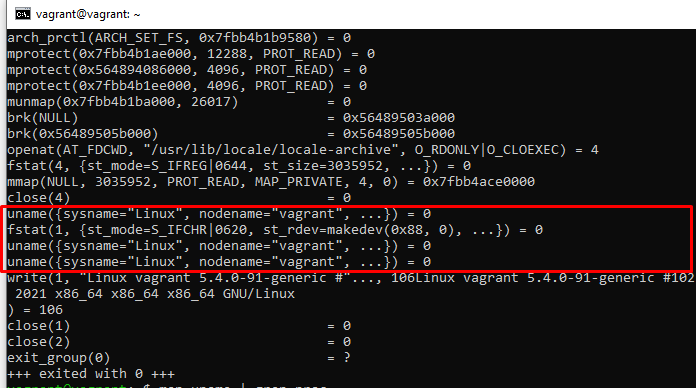 vagrant@vagrant: ~
arch_prctl(ARCH_SET_FS, 0x7fbb4b1b9580) = 0
mprotect(0x7fbb4b1ae000, 12288, PROT_READ) = 0
mprotect(0x564894086000, 4096, PROT_READ) = 0
mprotect(0x7fbb4b1ee000, 4096, PROT_READ) = 0
munmap(0x7fbb4b1ba000, 26017) = 0
brk(NULL) = 0x56489503a000
brk(0x56489505b000) = 0x56489505b000
openat(AT_FDCWD, "/usr/lib/locale/locale-archive", O_RDONLY|O_CLOEXEC) = 4
fstat(4, {st_mode=S_IFREG|0644, st_size=3035952, ...}) = 0
mmap(NULL, 3035952, PROT_READ, MAP_PRIVATE, 4, 0) = 0x7fbb4ace0000
close(4) = 0
uname({sysname="Linux", nodename="vagrant", ...}) = 0
fstat(1, {st_mode=S_IFCHR|0620, st_rdev=makedev(0x88, 0), ...}) = 0
uname({sysname="Linux", nodename="vagrant", ...}) = 0
uname({sysname="Linux", nodename="vagrant", ...}) = 0
write(1, "Linux vagrant 5.4.0-91-generic #"..., 106Linux vagrant 5.4.0-91-generic #102
2021 x86_64 x86_64 x86_64 GNU/Linux
) = 106
close(1) = 0
close(2) = 0
exit_group(0) = ?
+++ exited with 0 +++